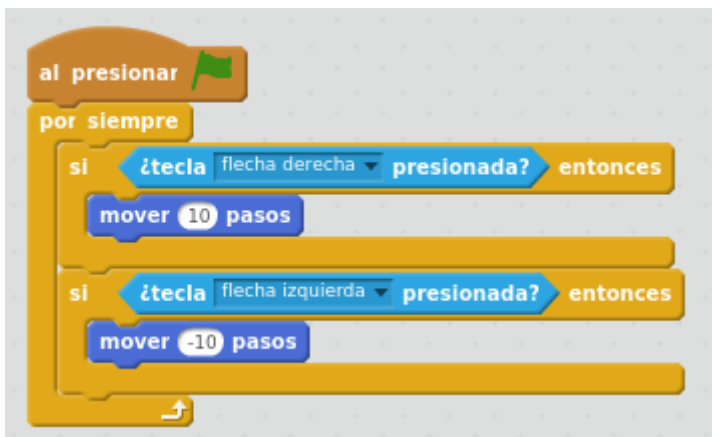 al presionar
por siempre
si ¿tecla flecha derecha presionada? entonces
mover 10 pasos
si ¿tecla flecha izquierda presionada? entonces
mover -10 pasos